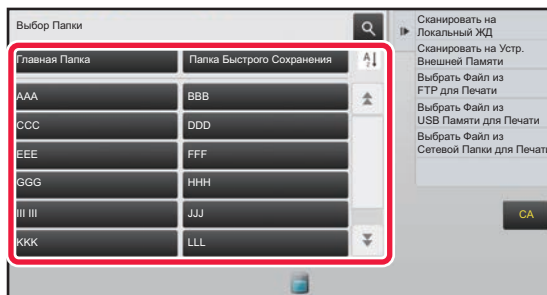 Выбор Папки
Главная Папка
Папка Быстрого Сохранения
AAA
BBB
CCC
DDD
EEE
FFF
GGG
HHH
III III
JJJ
KKK
LLL
Сканировать на
Локальный ЖД
Сканировать на Устр.
Внешней Памяти
Выбрать Файл из
FTP для Печати
Выбрать Файл из
USB Памяти для Печати
Выбрать Файл из
Сетевой Папки для Печати
CA